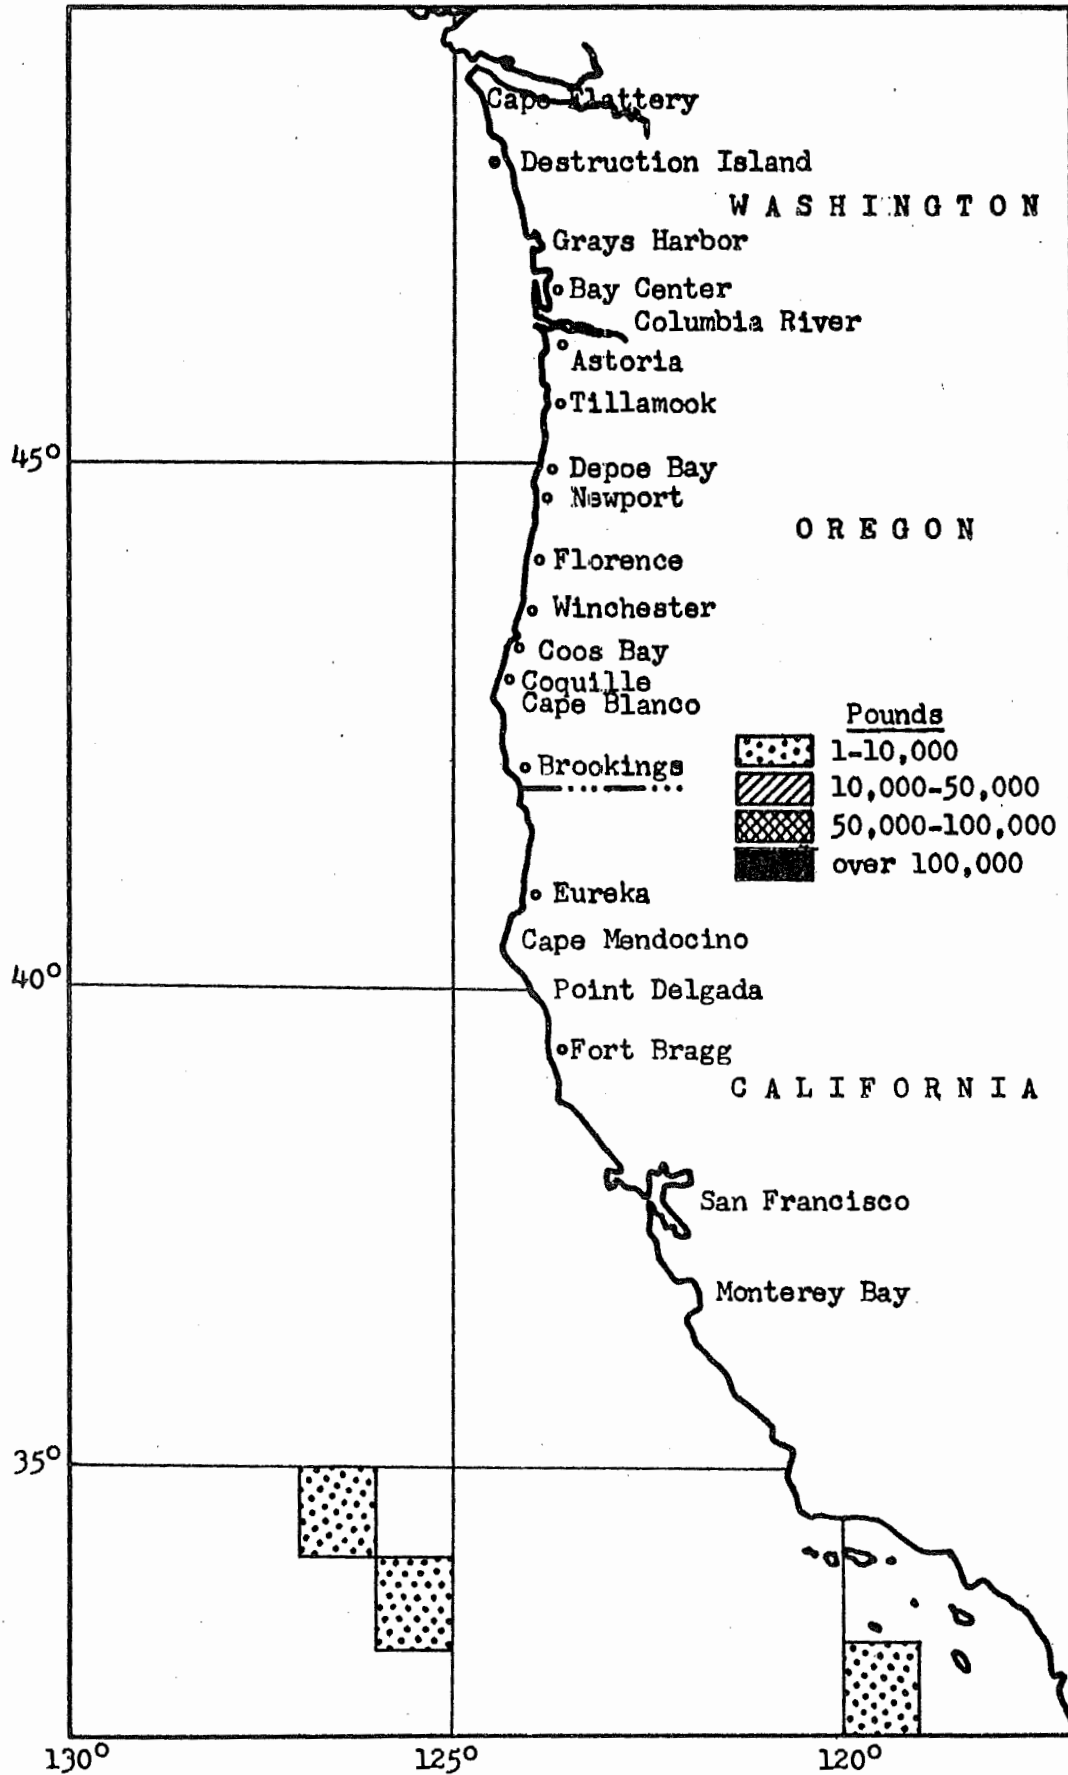 Cape Flattery
Destruction Island
WASHINGTON
Grays Harbor
Bay Center
Columbia River
Astoria
Tillamook
45°
Depoe Bay
Newport
OREGON
Florence
Winchester
Coos Bay
Coquille
Cape Blanco
Pounds
1-10,000
Brookings
10,000-50,000
50,000-100,000
over 100,000
Eureka
Cape Mendocino
40°
Point Delgada
Fort Bragg
CALIFORNIA
San Francisco
Monterey Bay
35°
130°
125°
120°